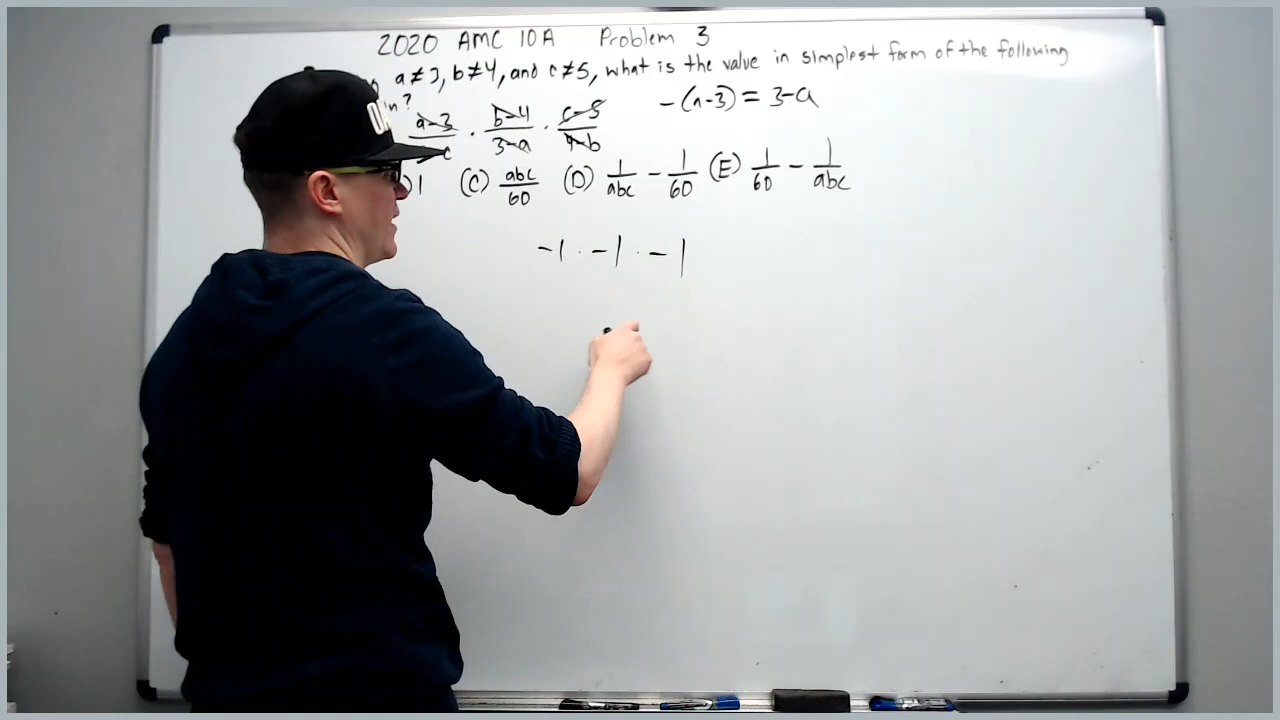 2020 AMC 10A Problem 3
a≠3, b≠4, and c≠5, what is the value in simplest form of the following
in? -(a-3) = 3-a
a-3/-c · b-4/3-a · c-5/4-b
) 1 (C) abc/60 (D) 1/abc - 1/60 (E) 1/60 - 1/abc
-1 · -1 · -1